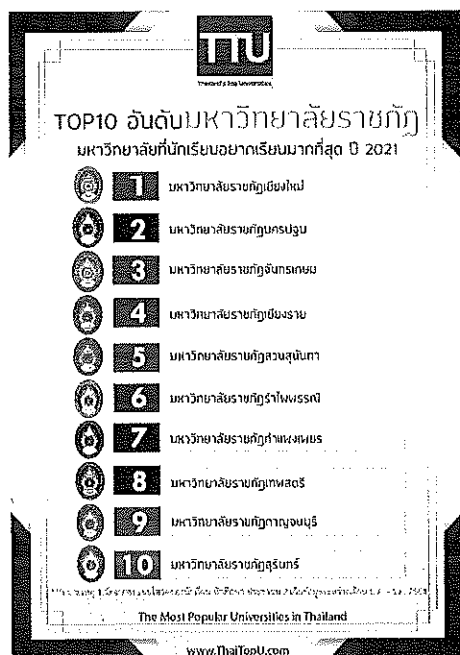 TTU
Thailand's Top Universities
TOP10 อันดับมหาวิทยาลัยราชภัฏ
มหาวิทยาลัยที่นักเรียนอยากเรียนมากที่สุด ปี 2021
1 มหาวิทยาลัยราชภัฏเชียงใหม่
2 มหาวิทยาลัยราชภัฏนครปฐม
3 มหาวิทยาลัยราชภัฏจันทรเกษม
4 มหาวิทยาลัยราชภัฏเชียงราย
5 มหาวิทยาลัยราชภัฏสวนสุนันทา
6 มหาวิทยาลัยราชภัฏรำไพพรรณี
7 มหาวิทยาลัยราชภัฏกำแพงเพชร
8 มหาวิทยาลัยราชภัฏเทพสตรี
9 มหาวิทยาลัยราชภัฏกาญจนบุรี
10 มหาวิทยาลัยราชภัฏสุรินทร์
The Most Popular Universities in Thailand
www.ThaiTopU.com